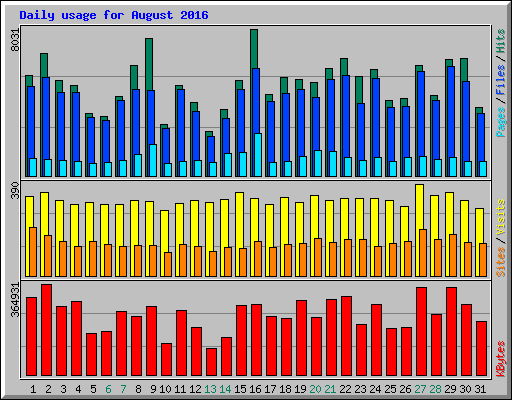 Daily usage for August 2016
8031
Pages / Files / Hits
390
Sites / Visits
364931
KBytes
1 2 3 4 5 6 7 8 9 10 11 12 13 14 15 16 17 18 19 20 21 22 23 24 25 26 27 28 29 30 31